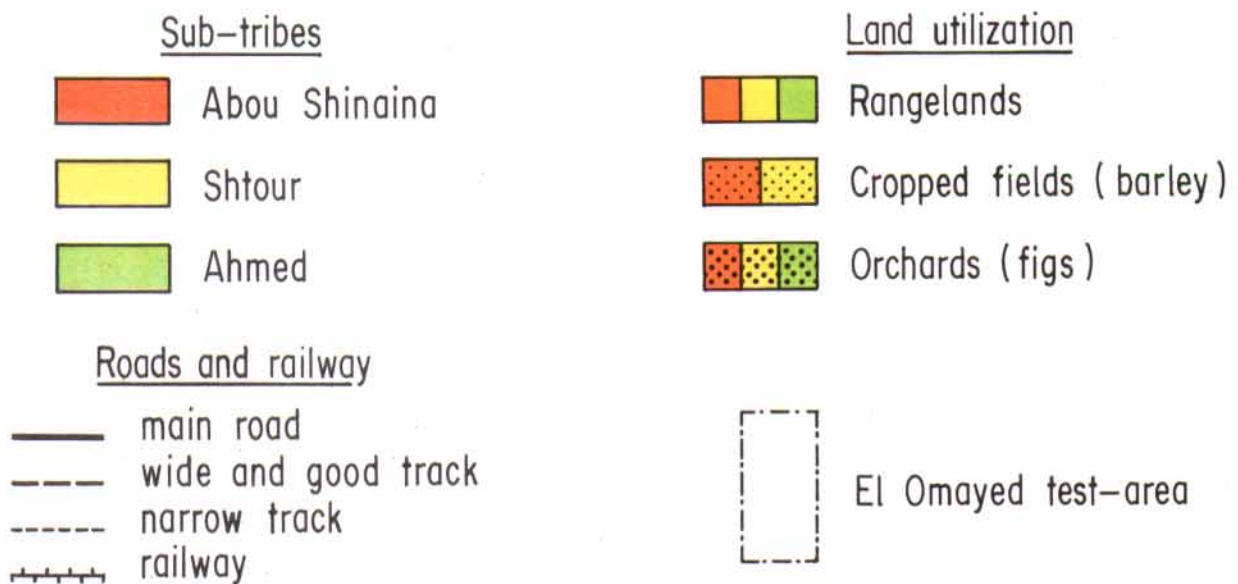 Sub-tribes
Abou Shinaina
Shtour
Ahmed
Roads and railway
main road
wide and good track
narrow track
railway
Land utilization
Rangelands
Cropped fields (barley)
Orchards (figs)
El Omayed test-area